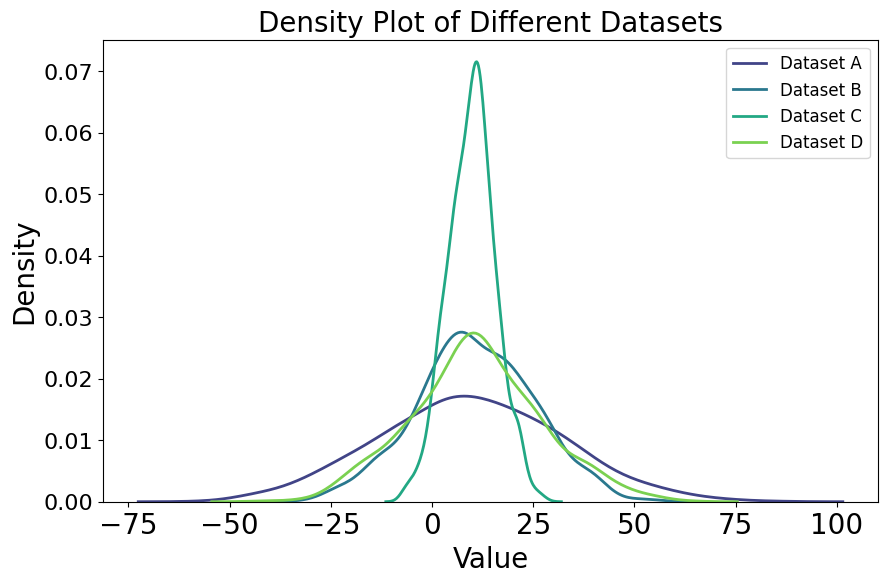 Density Plot of Different Datasets
Dataset A
Dataset B
Dataset C
Dataset D
Density
0.07
0.06
0.05
0.04
0.03
0.02
0.01
0.00
−75 −50 −25 0 25 50 75 100
Value